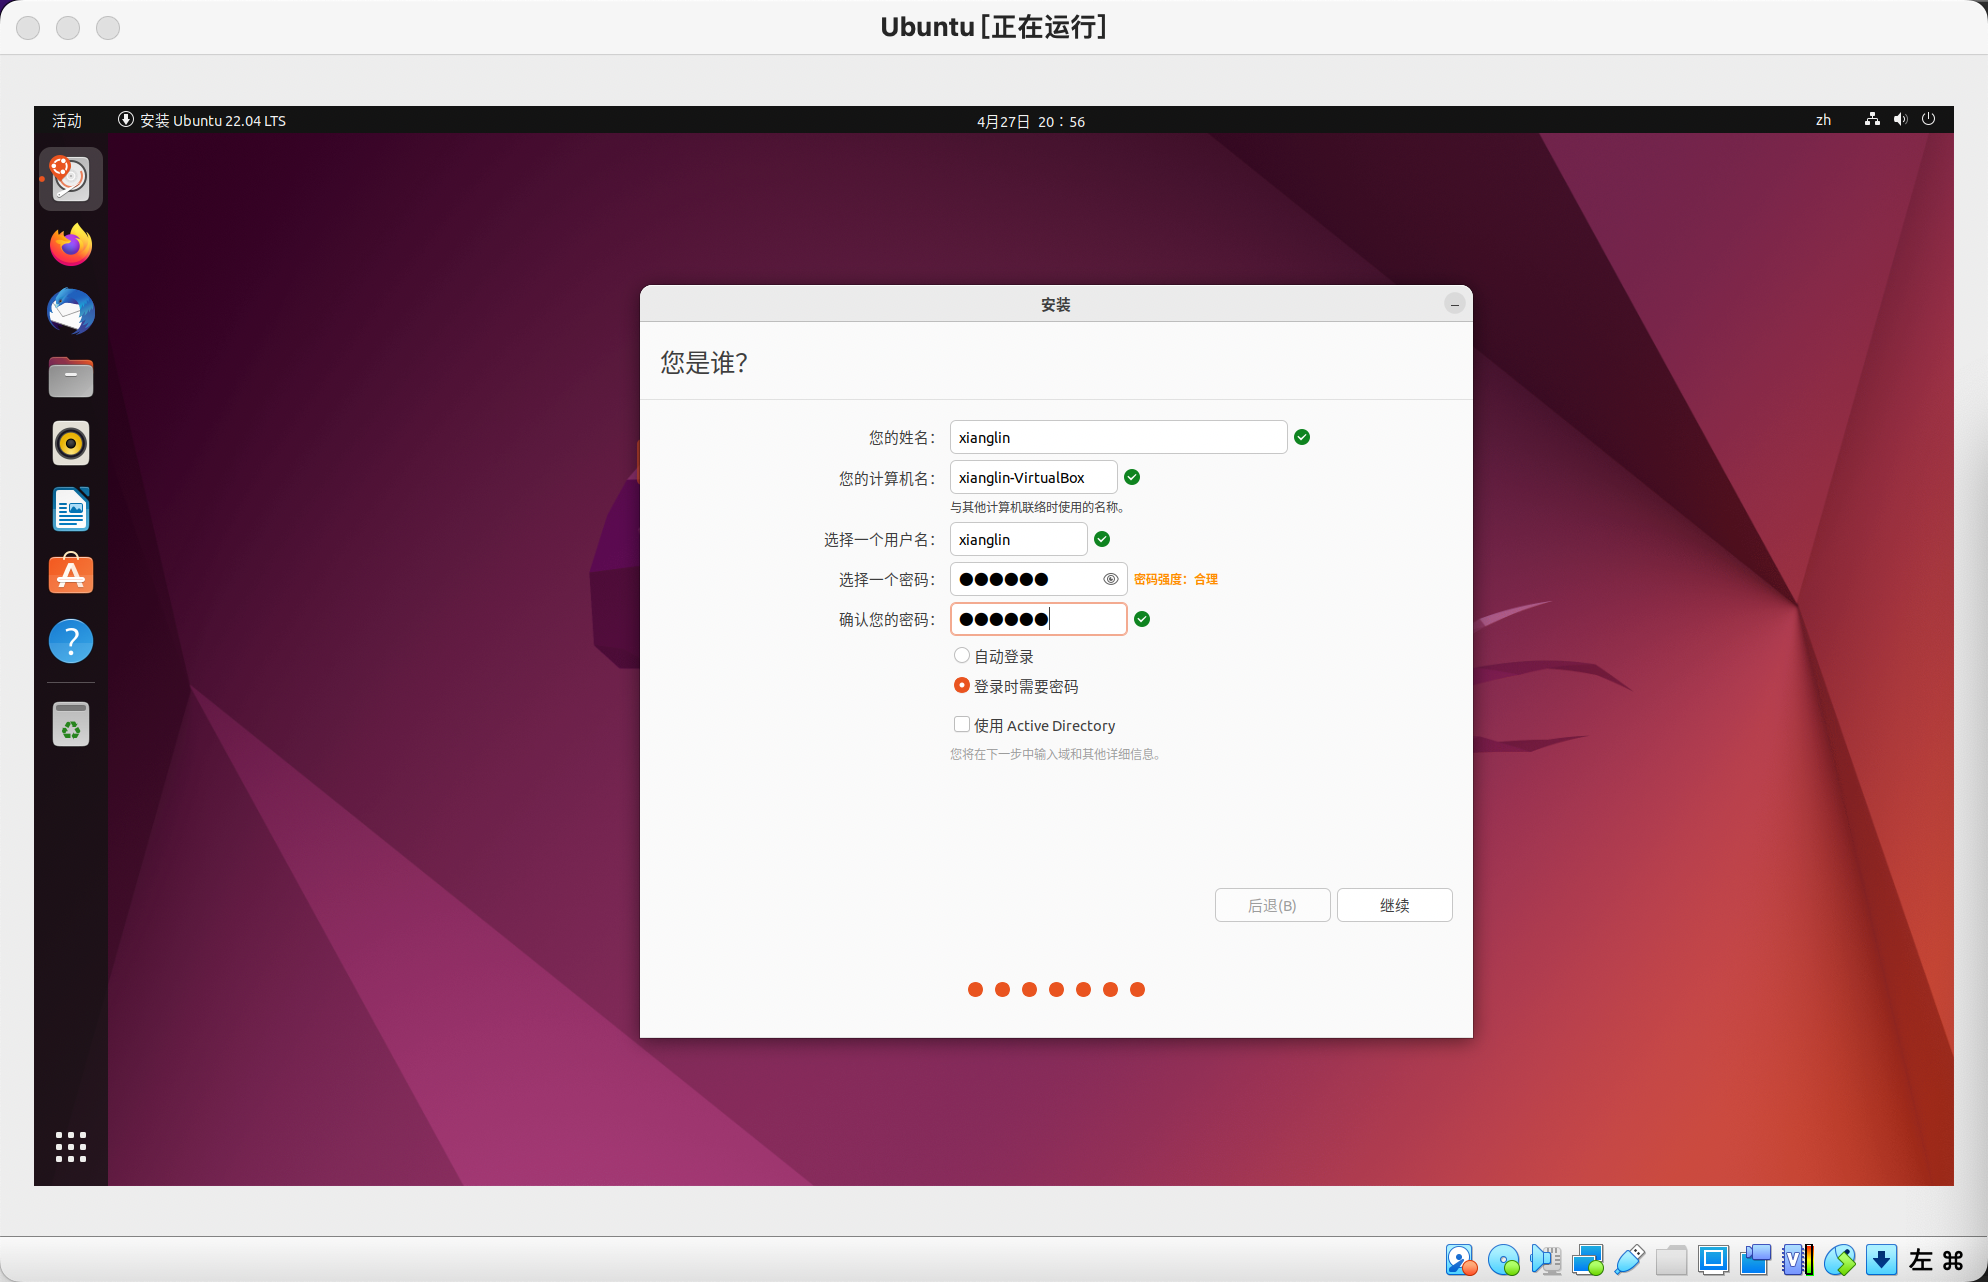 Ubuntu [正在运行]
活动
安装 Ubuntu 22.04 LTS
4月27日 20：56
zh
安装
您是谁？
您的姓名：
xianglin
您的计算机名：
xianglin-VirtualBox
与其他计算机联络时使用的名称。
选择一个用户名：
xianglin
选择一个密码：
●●●●●●
密码强度：合理
确认您的密码：
●●●●●●
自动登录
登录时需要密码
使用 Active Directory
您将在下一步中输入域和其他详细信息。
后退(B)
继续
左 ⌘